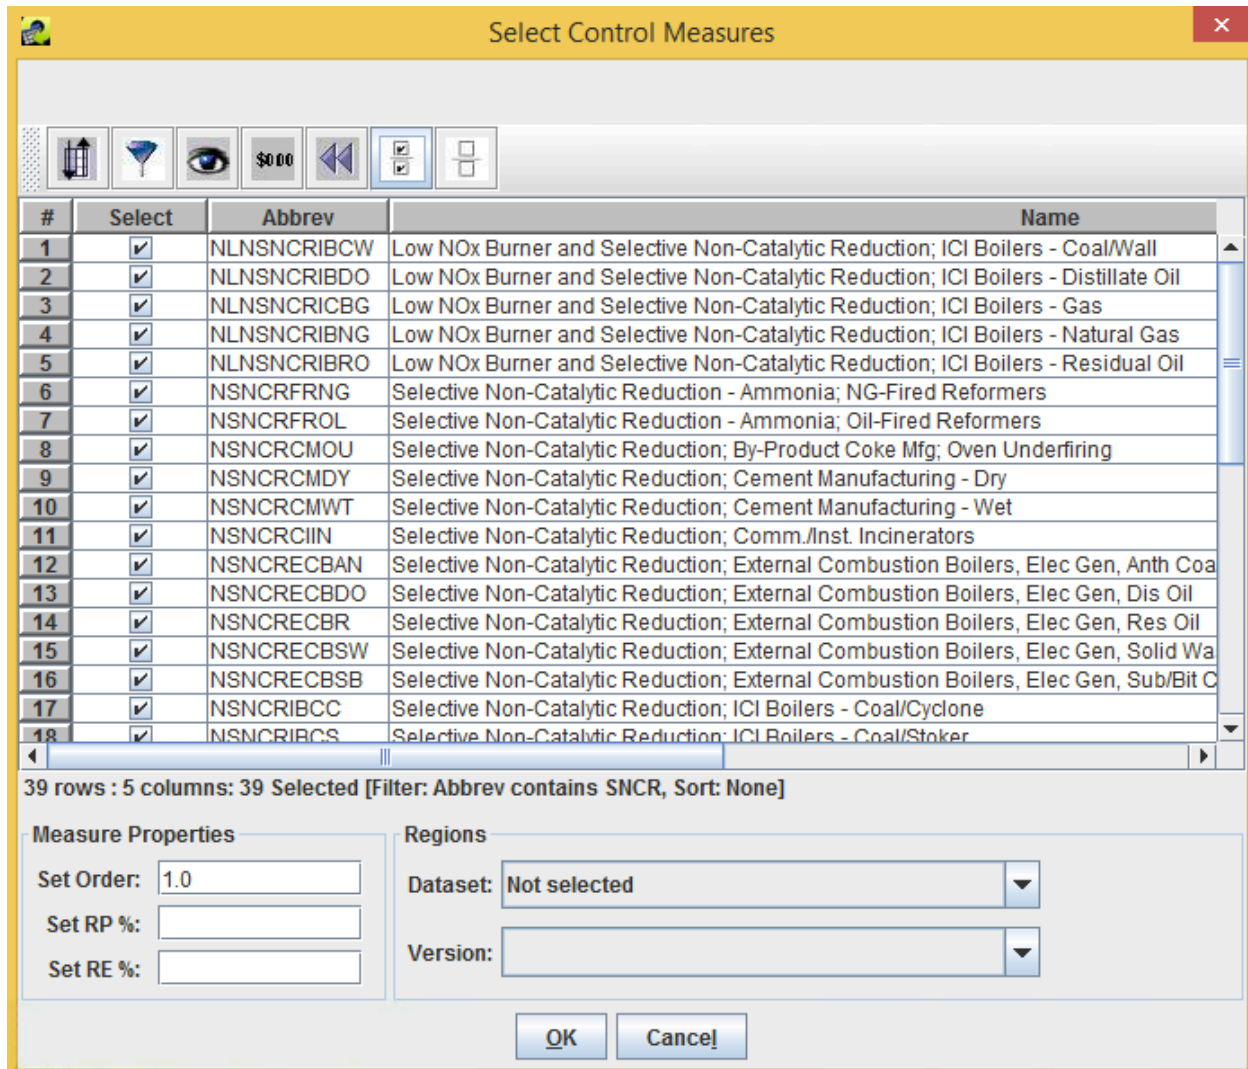 Select Control Measures
$000
# Select Abbrev Name
1 NLNSNCRIBCW Low NOx Burner and Selective Non-Catalytic Reduction; ICI Boilers - Coal/Wall
2 NLNSNCRIBDO Low NOx Burner and Selective Non-Catalytic Reduction; ICI Boilers - Distillate Oil
3 NLNSNCRICBG Low NOx Burner and Selective Non-Catalytic Reduction; ICI Boilers - Gas
4 NLNSNCRIBNG Low NOx Burner and Selective Non-Catalytic Reduction; ICI Boilers - Natural Gas
5 NLNSNCRIBRO Low NOx Burner and Selective Non-Catalytic Reduction; ICI Boilers - Residual Oil
6 NSNCRFRNG Selective Non-Catalytic Reduction - Ammonia; NG-Fired Reformers
7 NSNCRFROL Selective Non-Catalytic Reduction - Ammonia; Oil-Fired Reformers
8 NSNCRCMOU Selective Non-Catalytic Reduction; By-Product Coke Mfg; Oven Underfiring
9 NSNCRCMDY Selective Non-Catalytic Reduction; Cement Manufacturing - Dry
10 NSNCRCMWT Selective Non-Catalytic Reduction; Cement Manufacturing - Wet
11 NSNCRCIIN Selective Non-Catalytic Reduction; Comm./Inst. Incinerators
12 NSNCRECBAN Selective Non-Catalytic Reduction; External Combustion Boilers, Elec Gen, Anth Coa
13 NSNCRECBDO Selective Non-Catalytic Reduction; External Combustion Boilers, Elec Gen, Dis Oil
14 NSNCRECBR Selective Non-Catalytic Reduction; External Combustion Boilers, Elec Gen, Res Oil
15 NSNCRECBSW Selective Non-Catalytic Reduction; External Combustion Boilers, Elec Gen, Solid Wa
16 NSNCRECBSB Selective Non-Catalytic Reduction; External Combustion Boilers, Elec Gen, Sub/Bit C
17 NSNCRIBCC Selective Non-Catalytic Reduction; ICI Boilers - Coal/Cyclone
18 NSNCRIBCS Selective Non-Catalytic Reduction; ICI Boilers - Coal/Stoker
39 rows : 5 columns: 39 Selected [Filter: Abbrev contains SNCR, Sort: None]
Measure Properties
Set Order: 1.0
Set RP %:
Set RE %:
Regions
Dataset: Not selected
Version:
OK Cancel